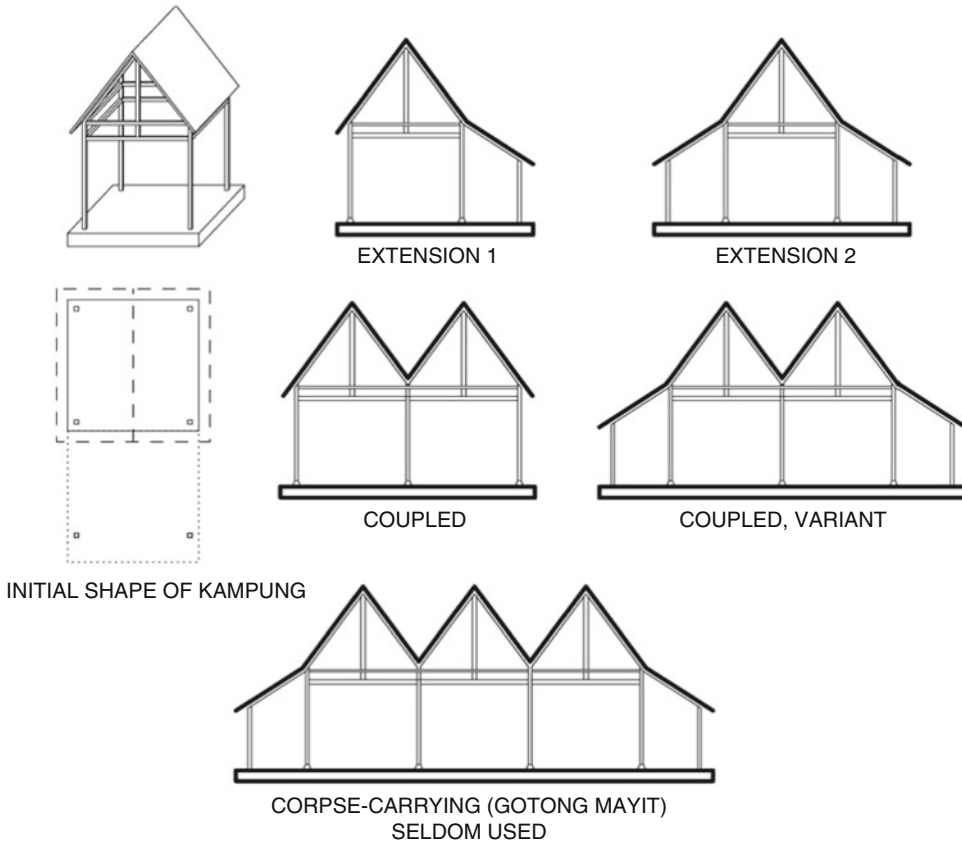 EXTENSION 1
EXTENSION 2
COUPLED
COUPLED, VARIANT
INITIAL SHAPE OF KAMPUNG
CORPSE-CARRYING (GOTONG MAYIT)
SELDOM USED